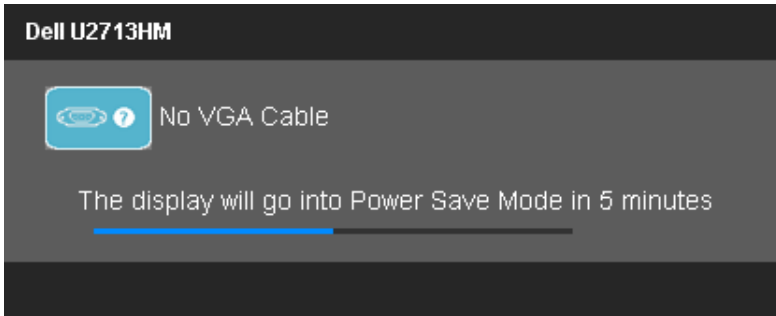 Dell U2713HM
? No VGA Cable
The display will go into Power Save Mode in 5 minutes